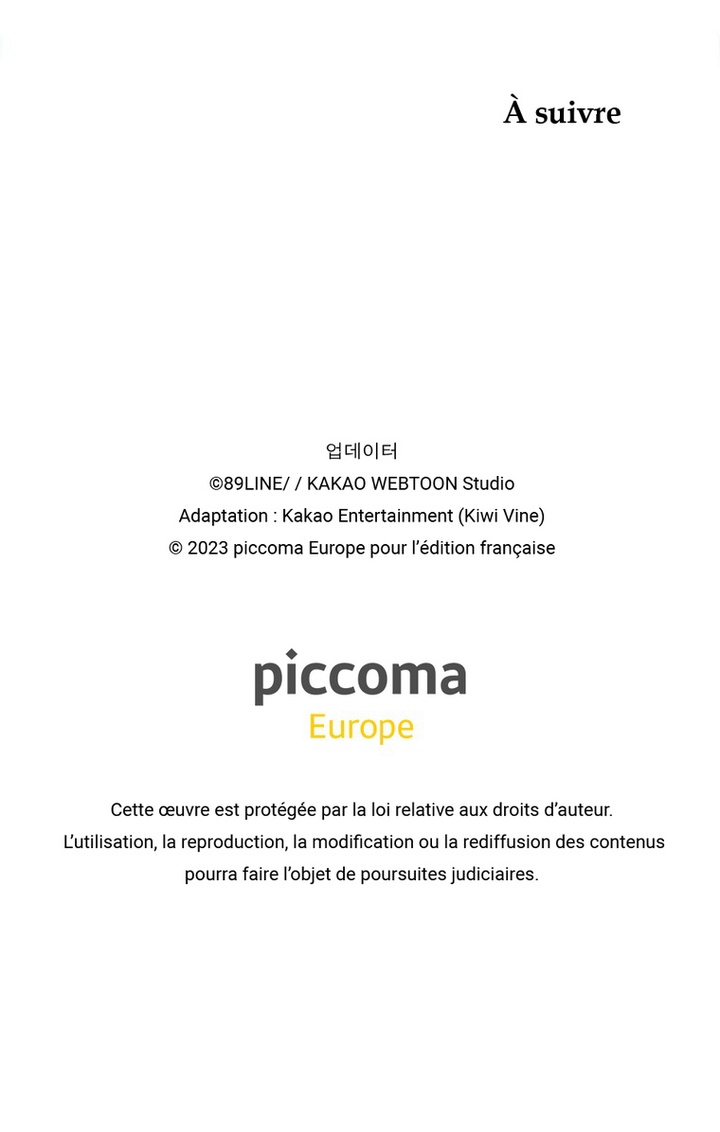 À suivre
업데이터
©89LINE/ / KAKAO WEBTOON Studio
Adaptation : Kakao Entertainment (Kiwi Vine)
© 2023 piccoma Europe pour l’édition française
piccoma
Europe
Cette œuvre est protégée par la loi relative aux droits d’auteur.
L’utilisation, la reproduction, la modification ou la rediffusion des contenus
pourra faire l’objet de poursuites judiciaires.